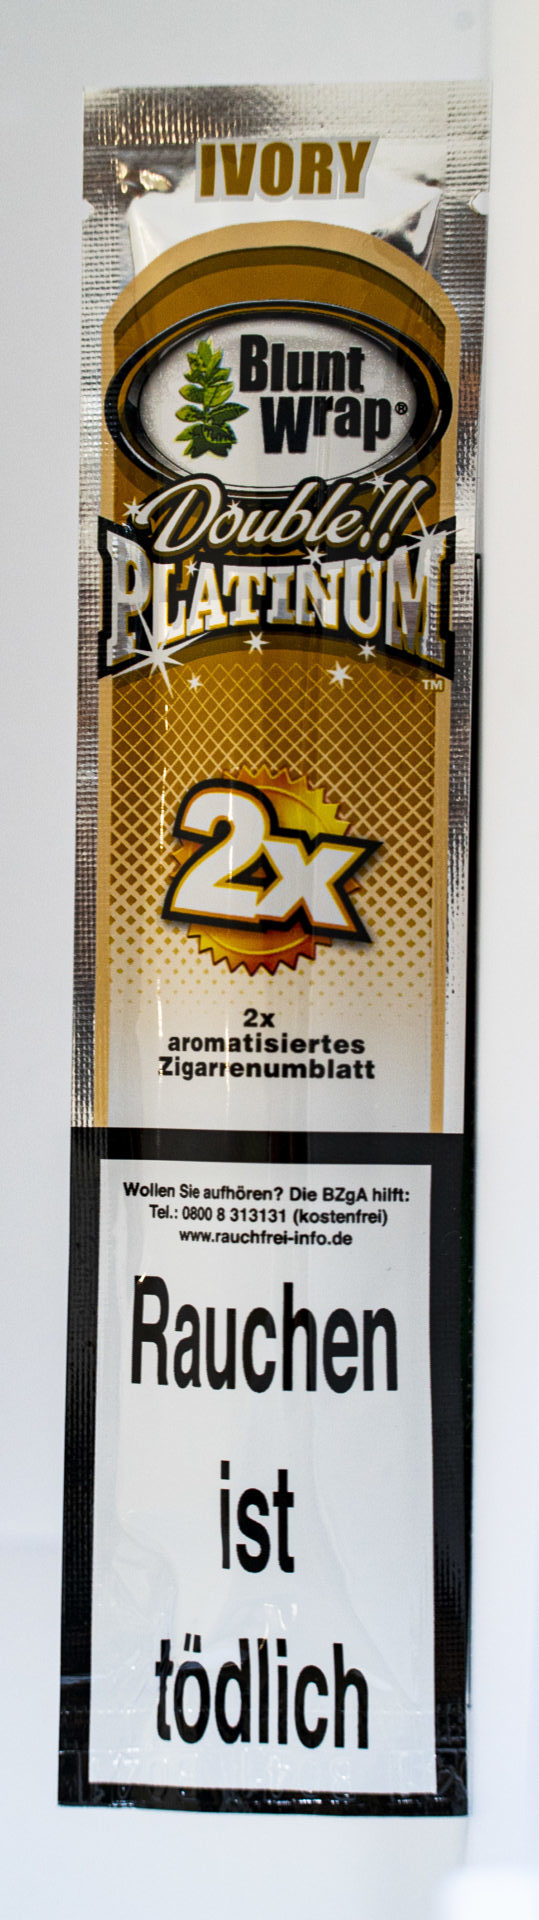 IVORY
Blunt
Wrap®
Double!!
PLATINUM
TM
2x
2x
aromatisiertes
Zigarrenumblatt
Wollen Sie aufhören? Die BZgA hilft:
Tel.: 0800 8 313131 (kostenfrei)
www.rauchfrei-info.de
Rauchen
ist
tödlich